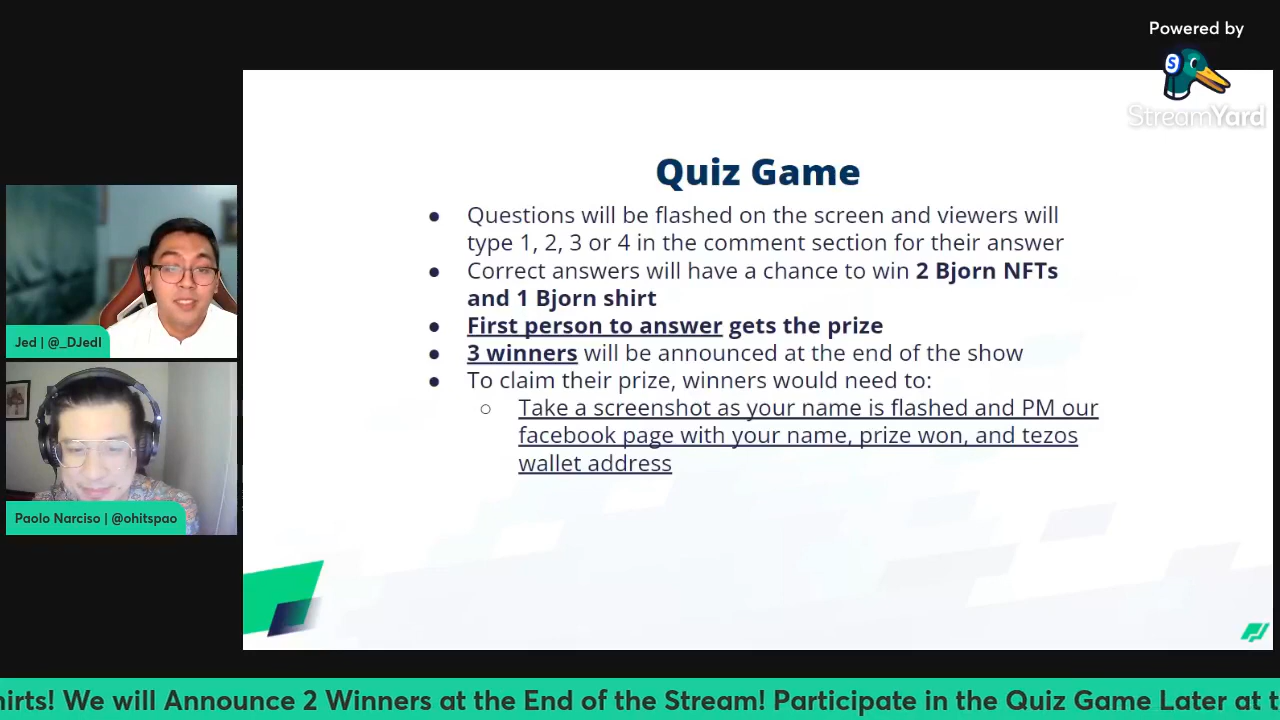 Powered by
StreamYard
Quiz Game
● Questions will be flashed on the screen and viewers will
type 1, 2, 3 or 4 in the comment section for their answer
● Correct answers will have a chance to win 2 Bjorn NFTs
and 1 Bjorn shirt
● First person to answer gets the prize
● 3 winners will be announced at the end of the show
● To claim their prize, winners would need to:
○ Take a screenshot as your name is flashed and PM our
facebook page with your name, prize won, and tezos
wallet address
Jed | @_DJedI
Paolo Narciso | @ohitspao
hirts! We will Announce 2 Winners at the End of the Stream! Participate in the Quiz Game Later at t